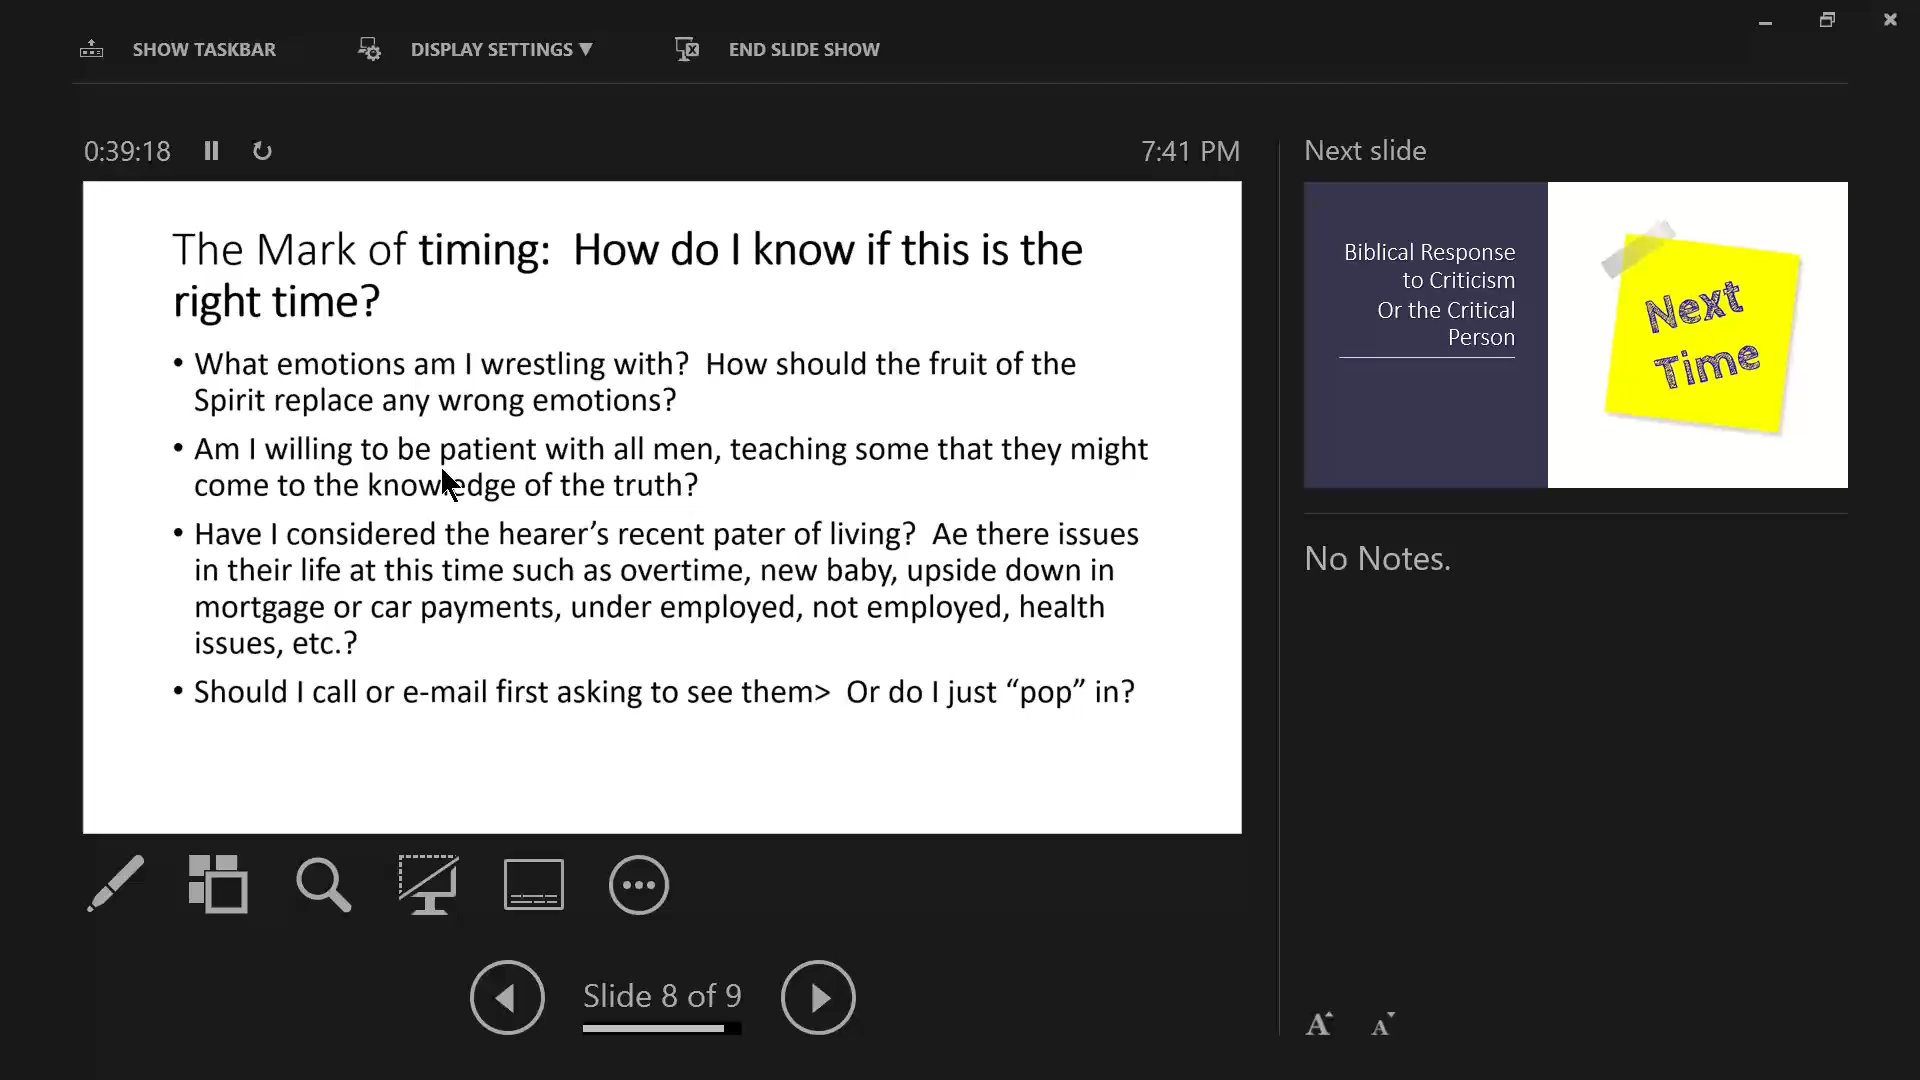 SHOW TASKBAR
DISPLAY SETTINGS ▼
END SLIDE SHOW
0:39:18
7:41 PM
The Mark of timing: How do I know if this is the
right time?
• What emotions am I wrestling with? How should the fruit of the
Spirit replace any wrong emotions?
• Am I willing to be patient with all men, teaching some that they might
come to the knowledge of the truth?
• Have I considered the hearer’s recent pater of living? Ae there issues
in their life at this time such as overtime, new baby, upside down in
mortgage or car payments, under employed, not employed, health
issues, etc.?
• Should I call or e-mail first asking to see them> Or do I just “pop” in?
Slide 8 of 9
Next slide
Biblical Response
to Criticism
Or the Critical
Person
Next
Time
No Notes.
A A